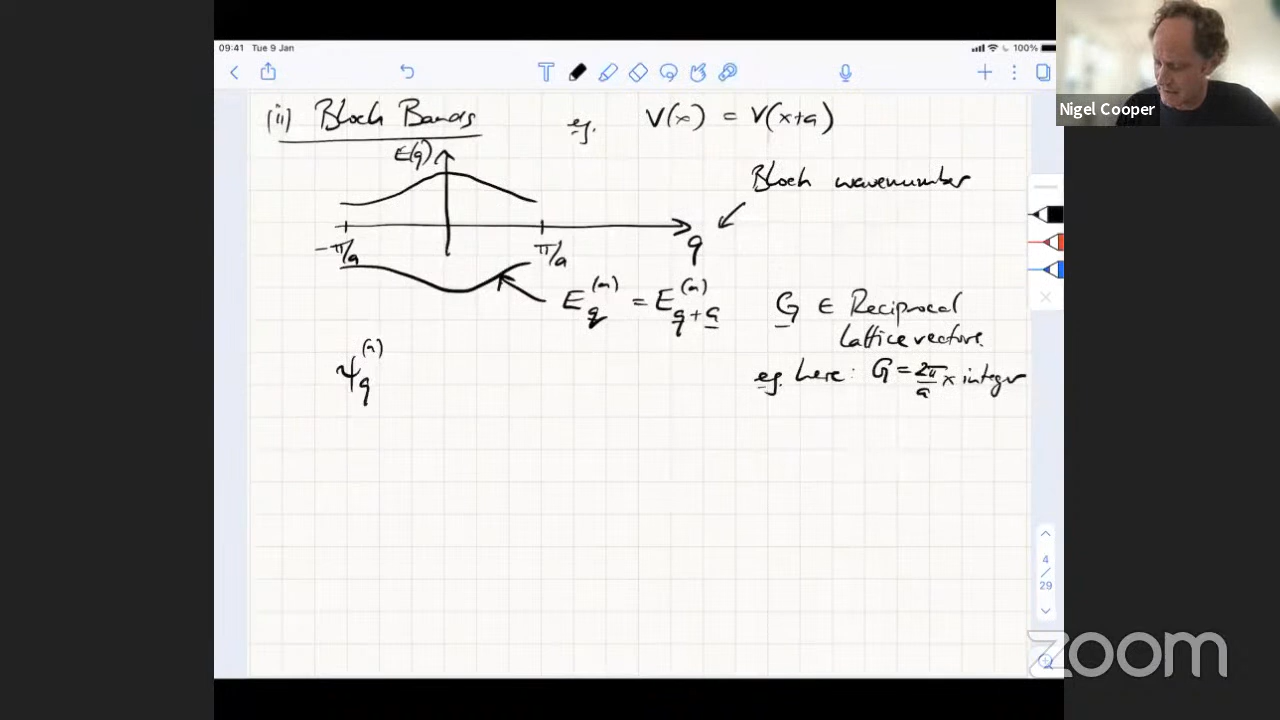 09:41 Tue 9 Jan
100%
Nigel Cooper
(ii) Bloch Bands eg. V(x) = V(x+a)
E(q)
Bloch wavenumber
-π/a π/a q
E_q^(n) = E_{q+G}^(n) G ∈ Reciprocal
lattice vectors.
ψ_q^(n)
eg. here: G = 2π/a × integer
4
/
29
zoom